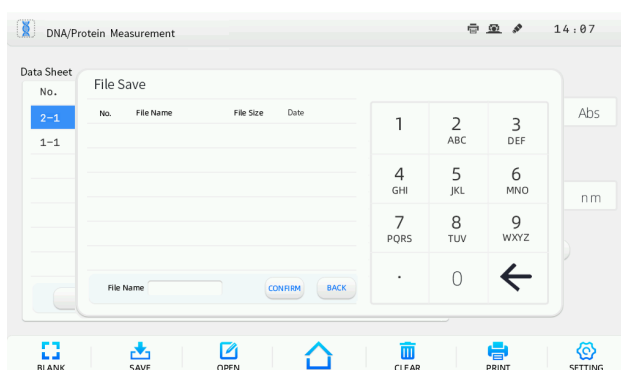 DNA/Protein Measurement 14:07
Data Sheet
File Save
No.
No. File Name File Size Date
2-1
1-1
1 2 3
ABC DEF
4 5 6
GHI JKL MNO
7 8 9
PQRS TUV WXYZ
. 0
Abs
nm
File Name CONFIRM BACK
BLANK SAVE OPEN CLEAR PRINT SETTING